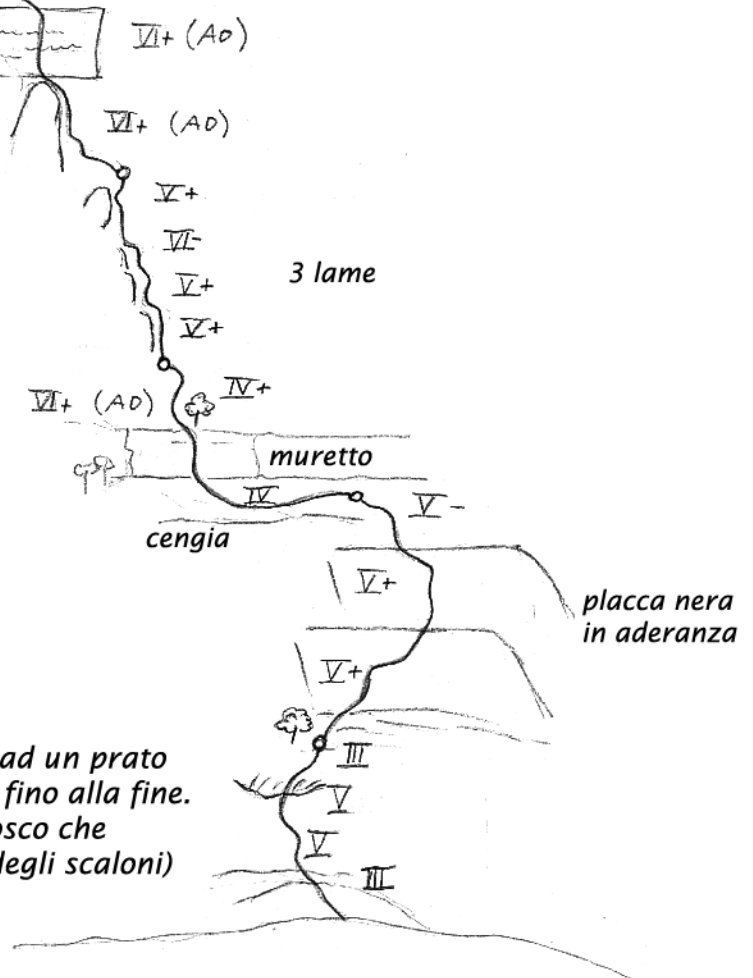 VI+ (A0)
VI+ (A0)
V+
VI-
3 lame
V+
V+
IV+
VI+ (A0)
muretto
IV
V-
cengia
V+
placca nera
in aderanza
V+
III
ad un prato
fino alla fine.
osco che
V
degli scaloni)
V
III